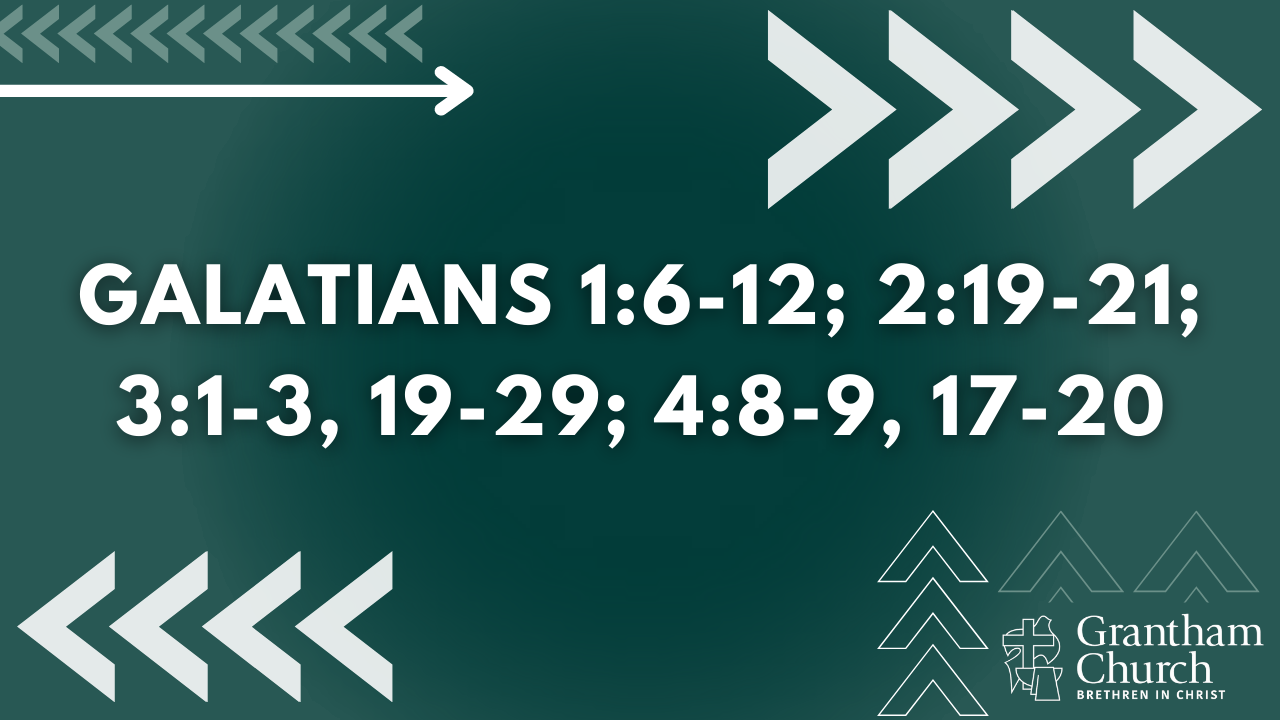 GALATIANS 1:6-12; 2:19-21;
3:1-3, 19-29; 4:8-9, 17-20
Grantham
Church
BRETHREN IN CHRIST